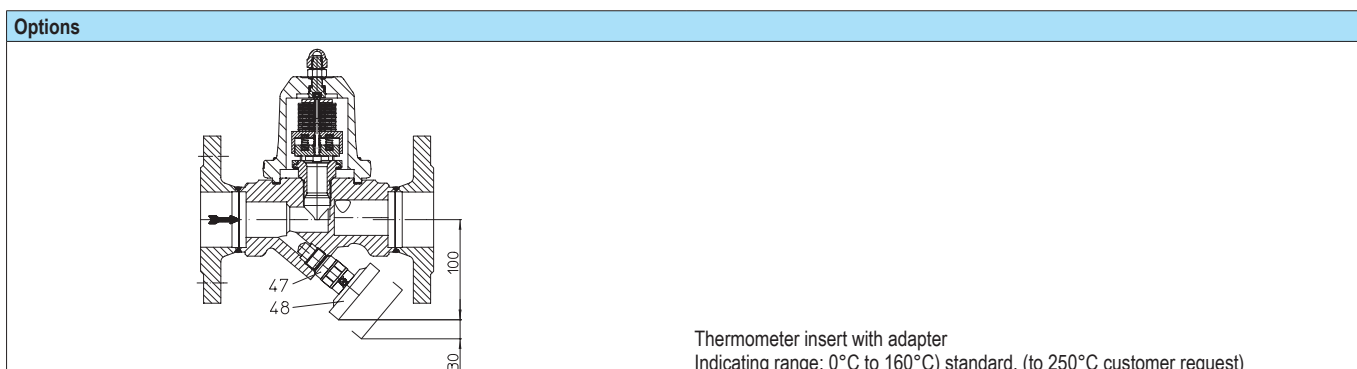 Options
100
47
48
30
Thermometer insert with adapter
Indicating range: 0°C to 160°C) standard, (to 250°C customer request)